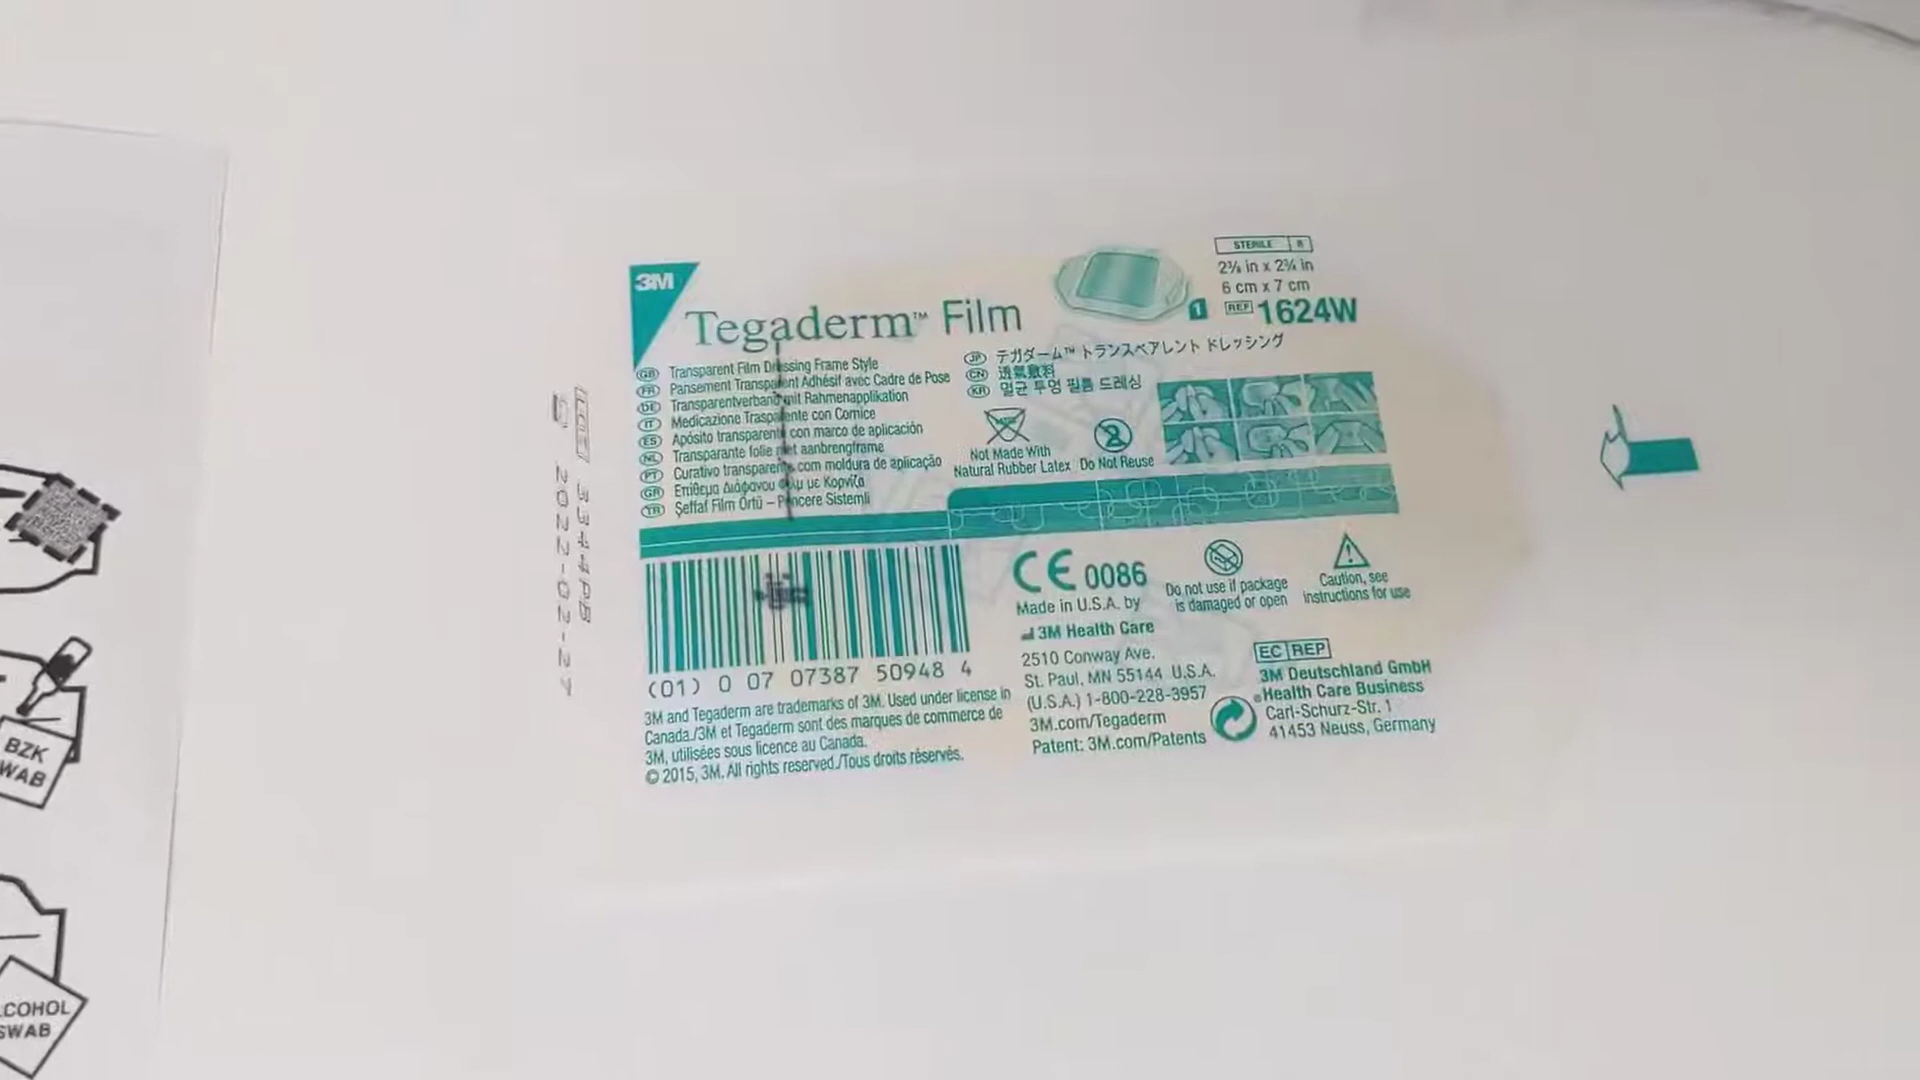 3M
Tegaderm™ Film
STERILE R
2⅜ in x 2¾ in
6 cm x 7 cm
1
REF 1624W
GB Transparent Film Dressing Frame Style
FR Pansement Transparent Adhésif avec Cadre de Pose
DE Transparentverband mit Rahmenapplikation
IT Medicazione Trasparente con Cornice
ES Apósito transparente con marco de aplicación
NL Transparante folie met aanbrengframe
PT Curativo transparente com moldura de aplicação
GR Επίθεμα Διάφανου Φιλμ με Κορνίζα
TR Şeffaf Film Örtü – Pencere Sistemli
JP テガダーム™ トランスペアレント ドレッシング
CN 透氣敷料
KR 멸균 투명 필름 드레싱
Not Made With
Natural Rubber Latex
Do Not Reuse
LOT 3344PB
2022-02-27
(01) 0 07 07387 50948 4
3M and Tegaderm are trademarks of 3M. Used under license in
Canada./3M et Tegaderm sont des marques de commerce de
3M, utilisées sous licence au Canada.
© 2015, 3M. All rights reserved./Tous droits réservés.
CE 0086
Made in U.S.A. by
3M Health Care
2510 Conway Ave.
St. Paul, MN 55144 U.S.A.
(U.S.A.) 1-800-228-3957
3M.com/Tegaderm
Patent: 3M.com/Patents
Do not use if package
is damaged or open
Caution, see
instructions for use
EC REP
3M Deutschland GmbH
Health Care Business
Carl-Schurz-Str. 1
41453 Neuss, Germany
BZK
WAB
COHOL
SWAB